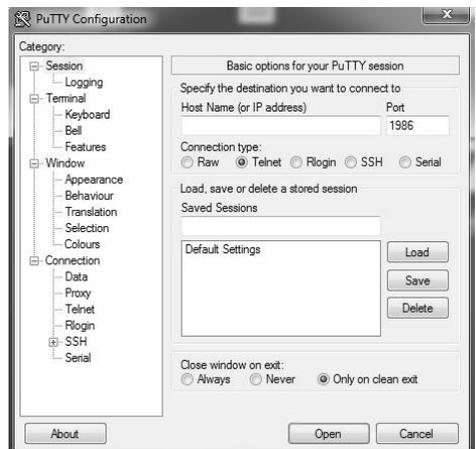 PuTTY Configuration
Category:
Session
Logging
Terminal
Keyboard
Bell
Features
Window
Appearance
Behaviour
Translation
Selection
Colours
Connection
Data
Proxy
Telnet
Rlogin
SSH
Serial
Basic options for your PuTTY session
Specify the destination you want to connect to
Host Name (or IP address) Port
1986
Connection type:
Raw Telnet Rlogin SSH Serial
Load, save or delete a stored session
Saved Sessions
Default Settings
Load
Save
Delete
Close window on exit:
Always Never Only on clean exit
About Open Cancel